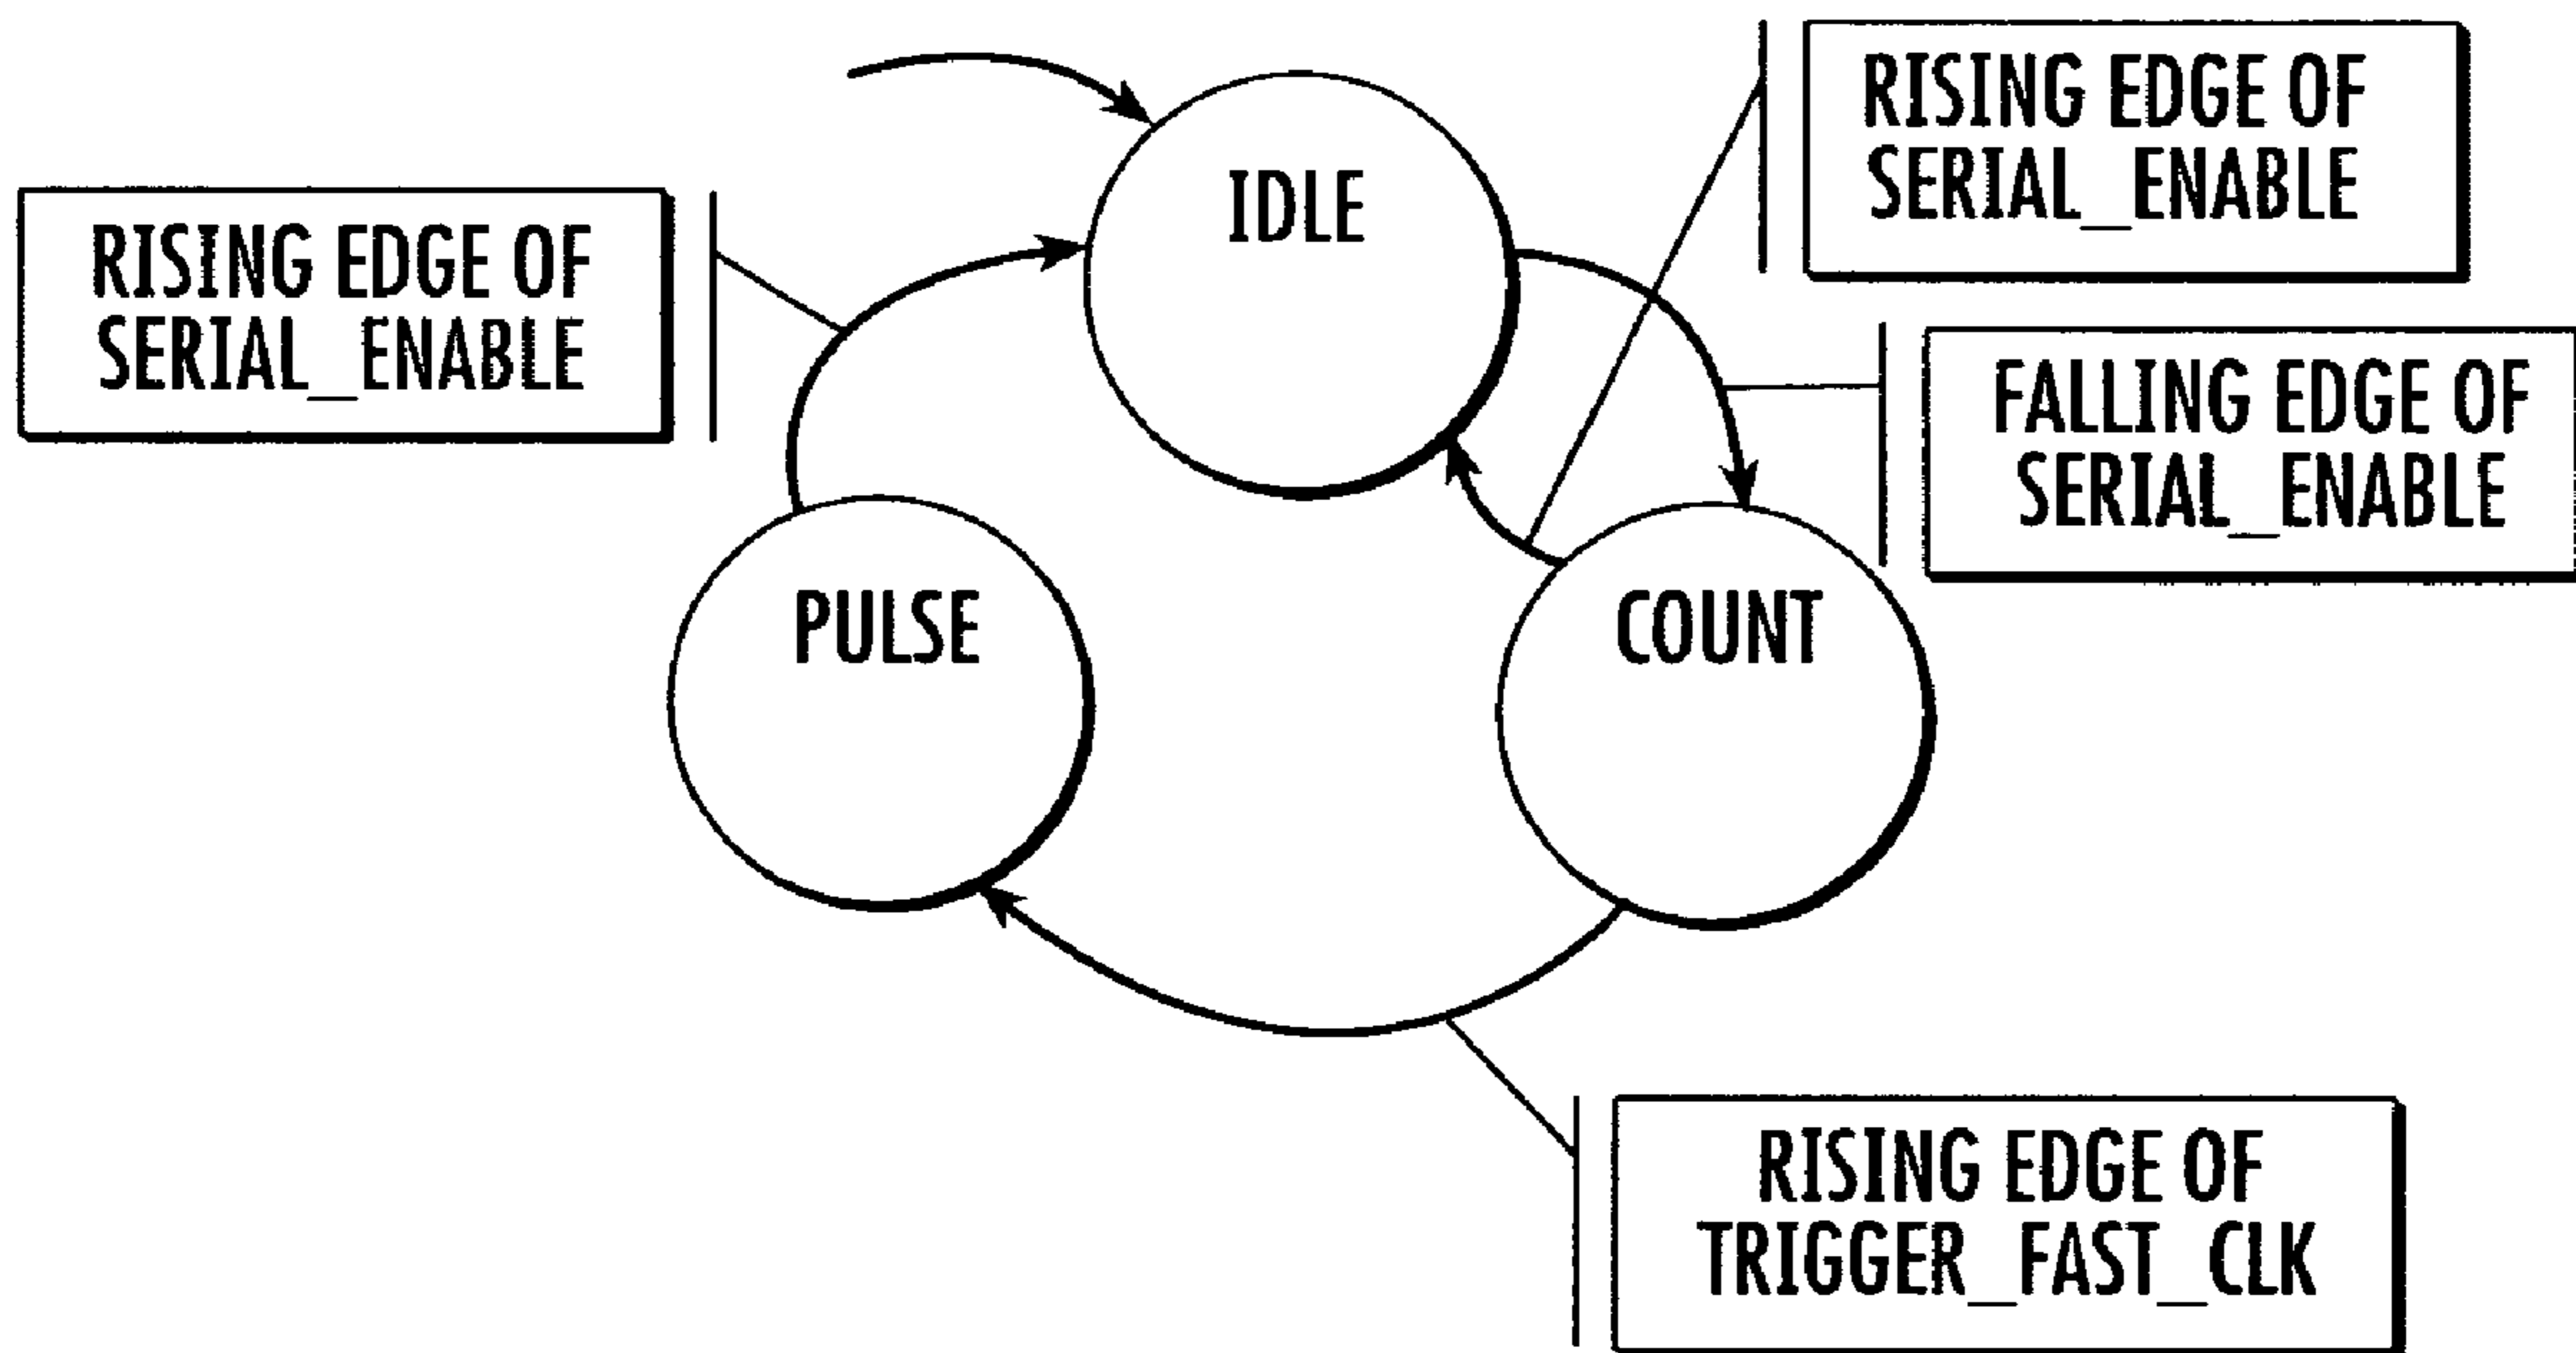 RISING EDGE OF
SERIAL_ENABLE
IDLE
RISING EDGE OF
SERIAL_ENABLE
FALLING EDGE OF
SERIAL_ENABLE
PULSE
COUNT
RISING EDGE OF
TRIGGER_FAST_CLK